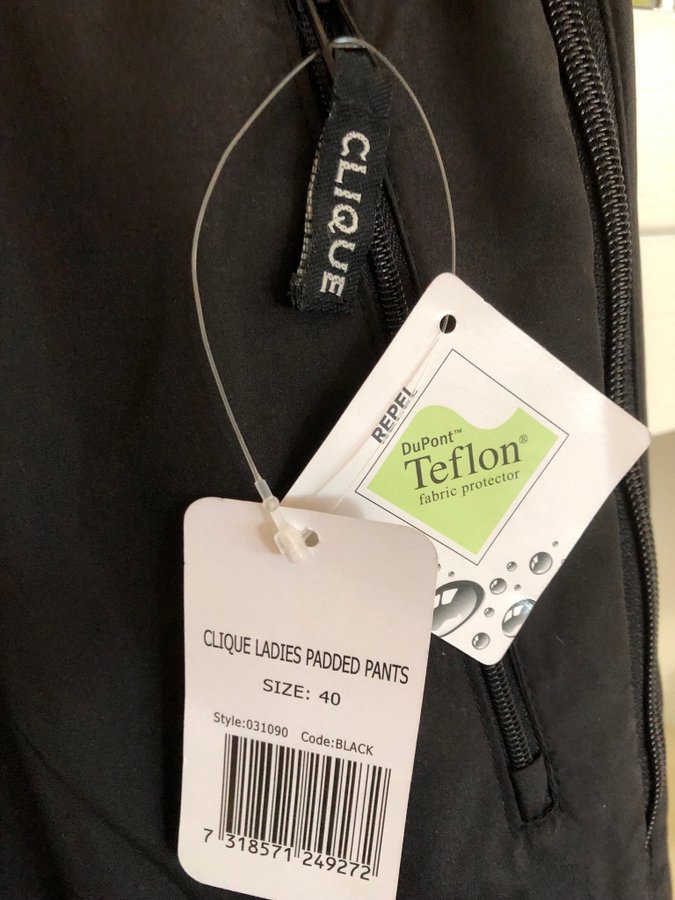 CLIQUE
REPEL
DuPont™
Teflon®
fabric protector
CLIQUE LADIES PADDED PANTS
SIZE: 40
Style:031090 Code:BLACK
7 318571 249272